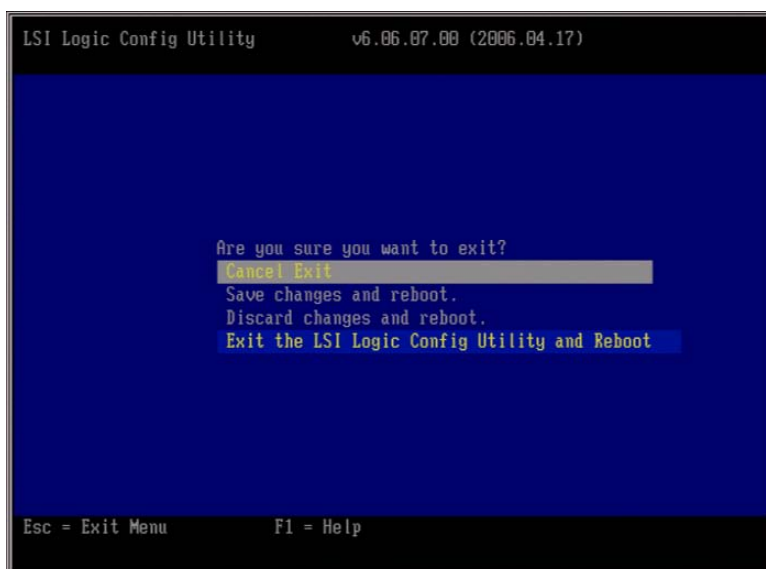 LSI Logic Config Utility v6.06.07.00 (2006.04.17)
Are you sure you want to exit?
Cancel Exit
Save changes and reboot.
Discard changes and reboot.
Exit the LSI Logic Config Utility and Reboot
Esc = Exit Menu F1 = Help